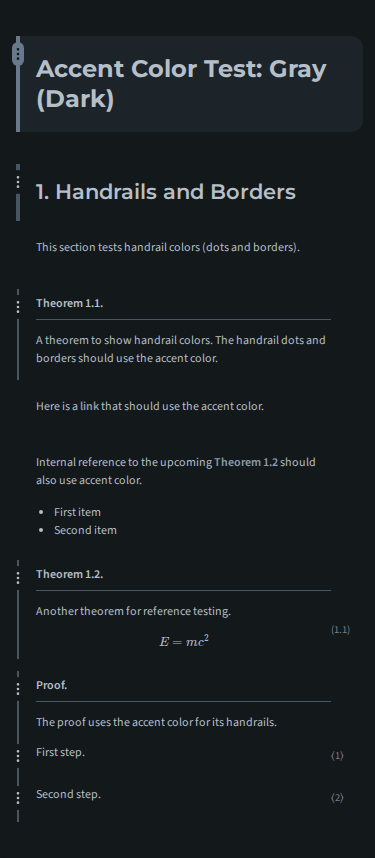 Accent Color Test: Gray
(Dark)
1. Handrails and Borders
This section tests handrail colors (dots and borders).
Theorem 1.1.
A theorem to show handrail colors. The handrail dots and
borders should use the accent color.
Here is a link that should use the accent color.
Internal reference to the upcoming Theorem 1.2 should
also use accent color.
• First item
• Second item
Theorem 1.2.
Another theorem for reference testing.
E = mc² (1.1)
Proof.
The proof uses the accent color for its handrails.
First step. (1)
Second step. (2)